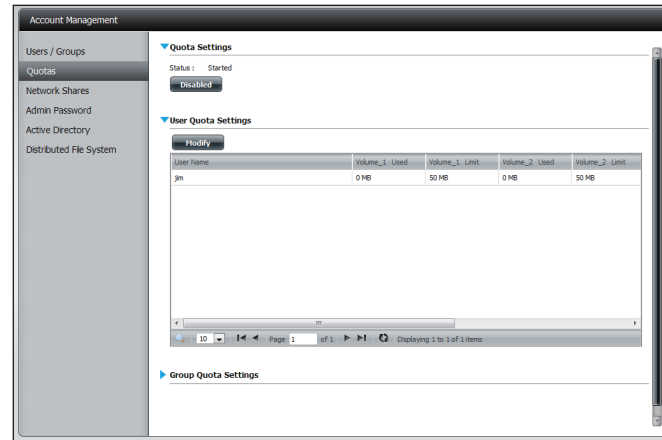 Account Management
Users / Groups
Quotas
Network Shares
Admin Password
Active Directory
Distributed File System
Quota Settings
Status : Started
Disabled
User Quota Settings
Modify
User Name Volume_1 Used Volume_1 Limit Volume_2 Used Volume_2 Limit
jim 0 MB 50 MB 0 MB 50 MB
10 Page 1 of 1 Displaying 1 to 1 of 1 items
Group Quota Settings